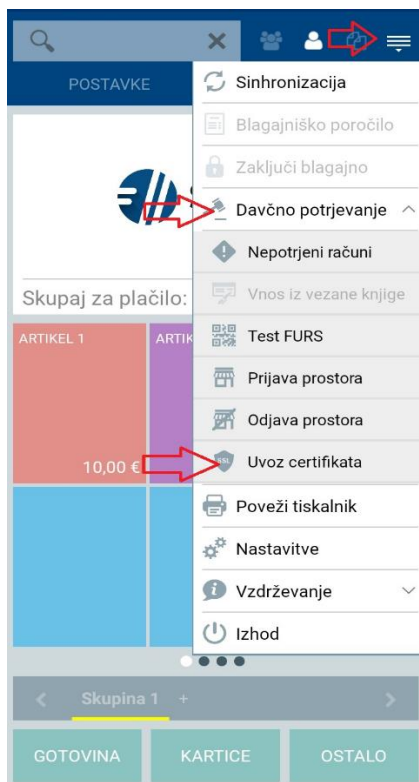 POSTAVKE
Sinhronizacija
Blagajniško poročilo
Zaključi blagajno
Davčno potrjevanje
Nepotrjeni računi
Vnos iz vezane knjige
Test FURS
Prijava prostora
Odjava prostora
SSL
Uvoz certifikata
Poveži tiskalnik
Nastavitve
Vzdrževanje
Izhod
Skupaj za plačilo:
ARTIKEL 1
ARTIK
10,00 €
Skupina 1 +
GOTOVINA
KARTICE
OSTALO